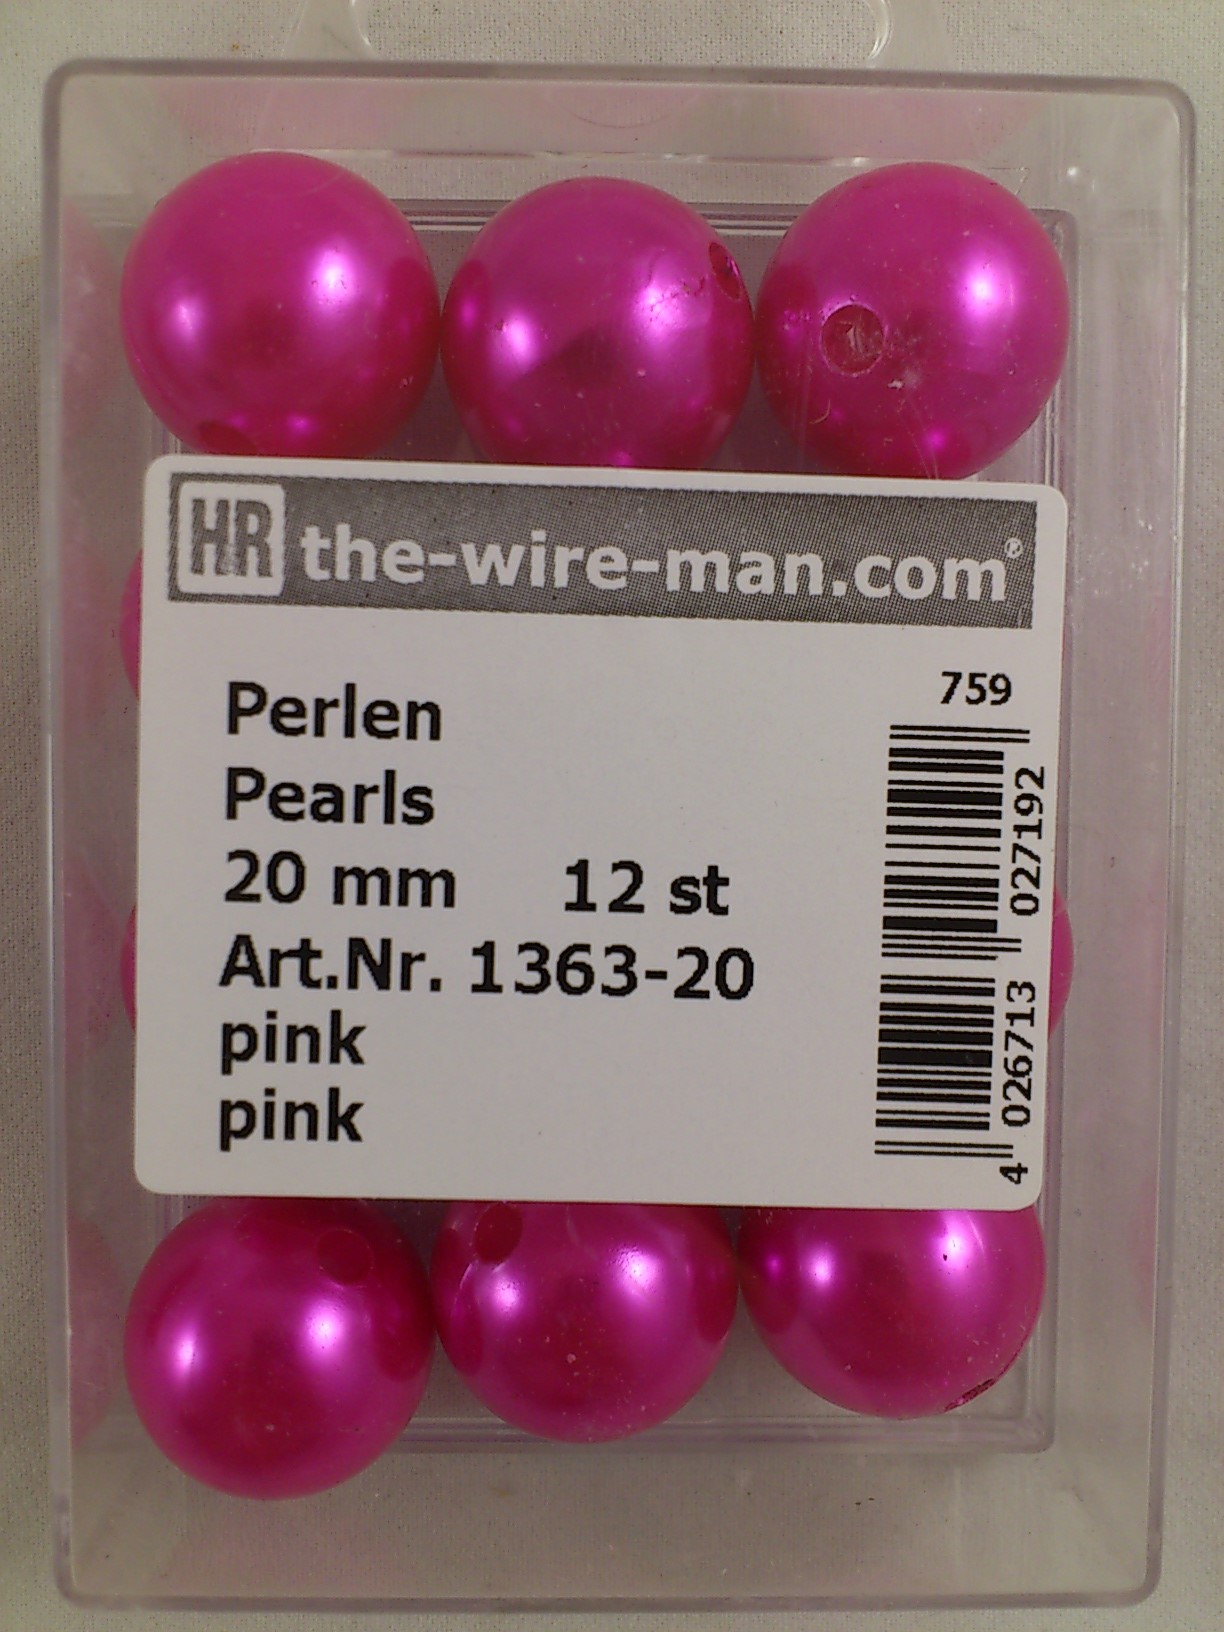 HR the-wire-man.com®
Perlen
Pearls
20 mm 12 st
Art.Nr. 1363-20
pink
pink
759
4 026713 027192